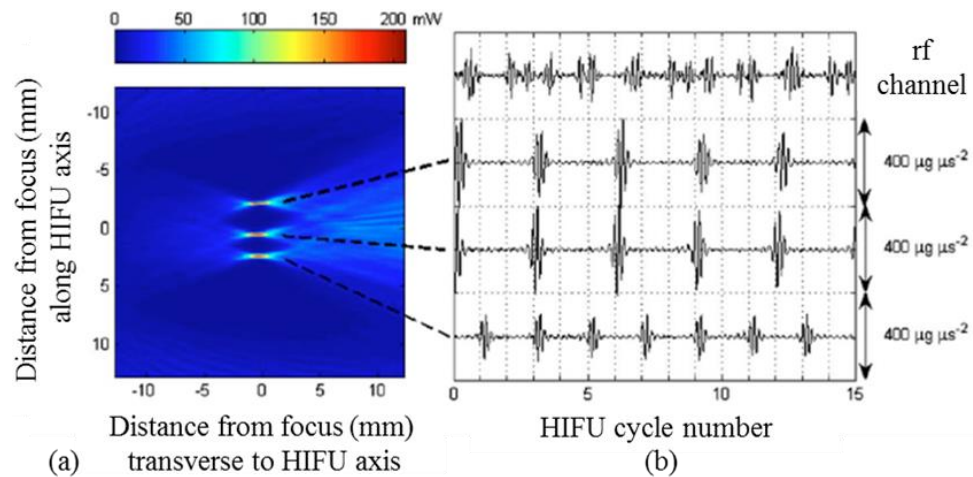 0 50 100 150 200 mW
Distance from focus (mm)
along HIFU axis
-10
-5
0
5
10
-10 -5 0 5 10
Distance from focus (mm)
transverse to HIFU axis
(a)
rf
channel
400 μg μs⁻²
400 μg μs⁻²
400 μg μs⁻²
0 5 10 15
HIFU cycle number
(b)